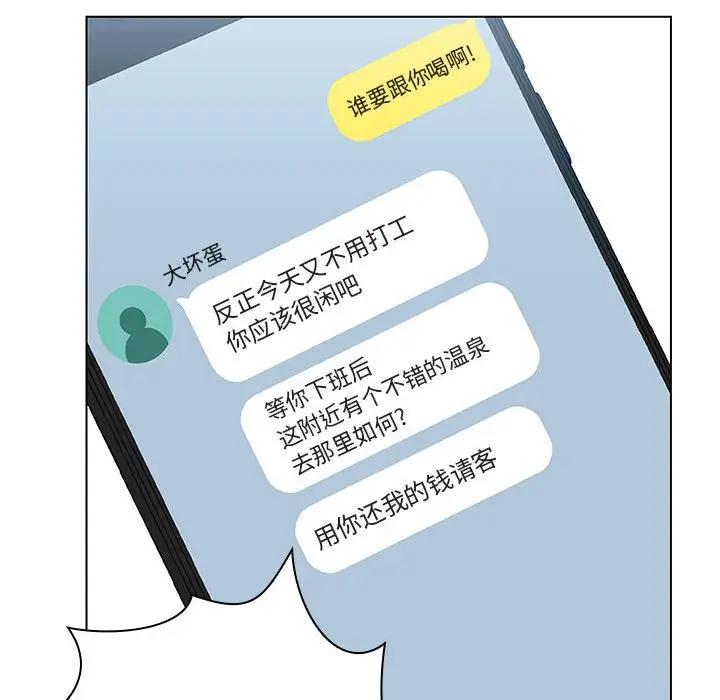 谁要跟你喝啊!
大坏蛋
反正今天又不用打工
你应该很闲吧
等你下班后
这附近有个不错的温泉
去那里如何?
用你还我的钱请客